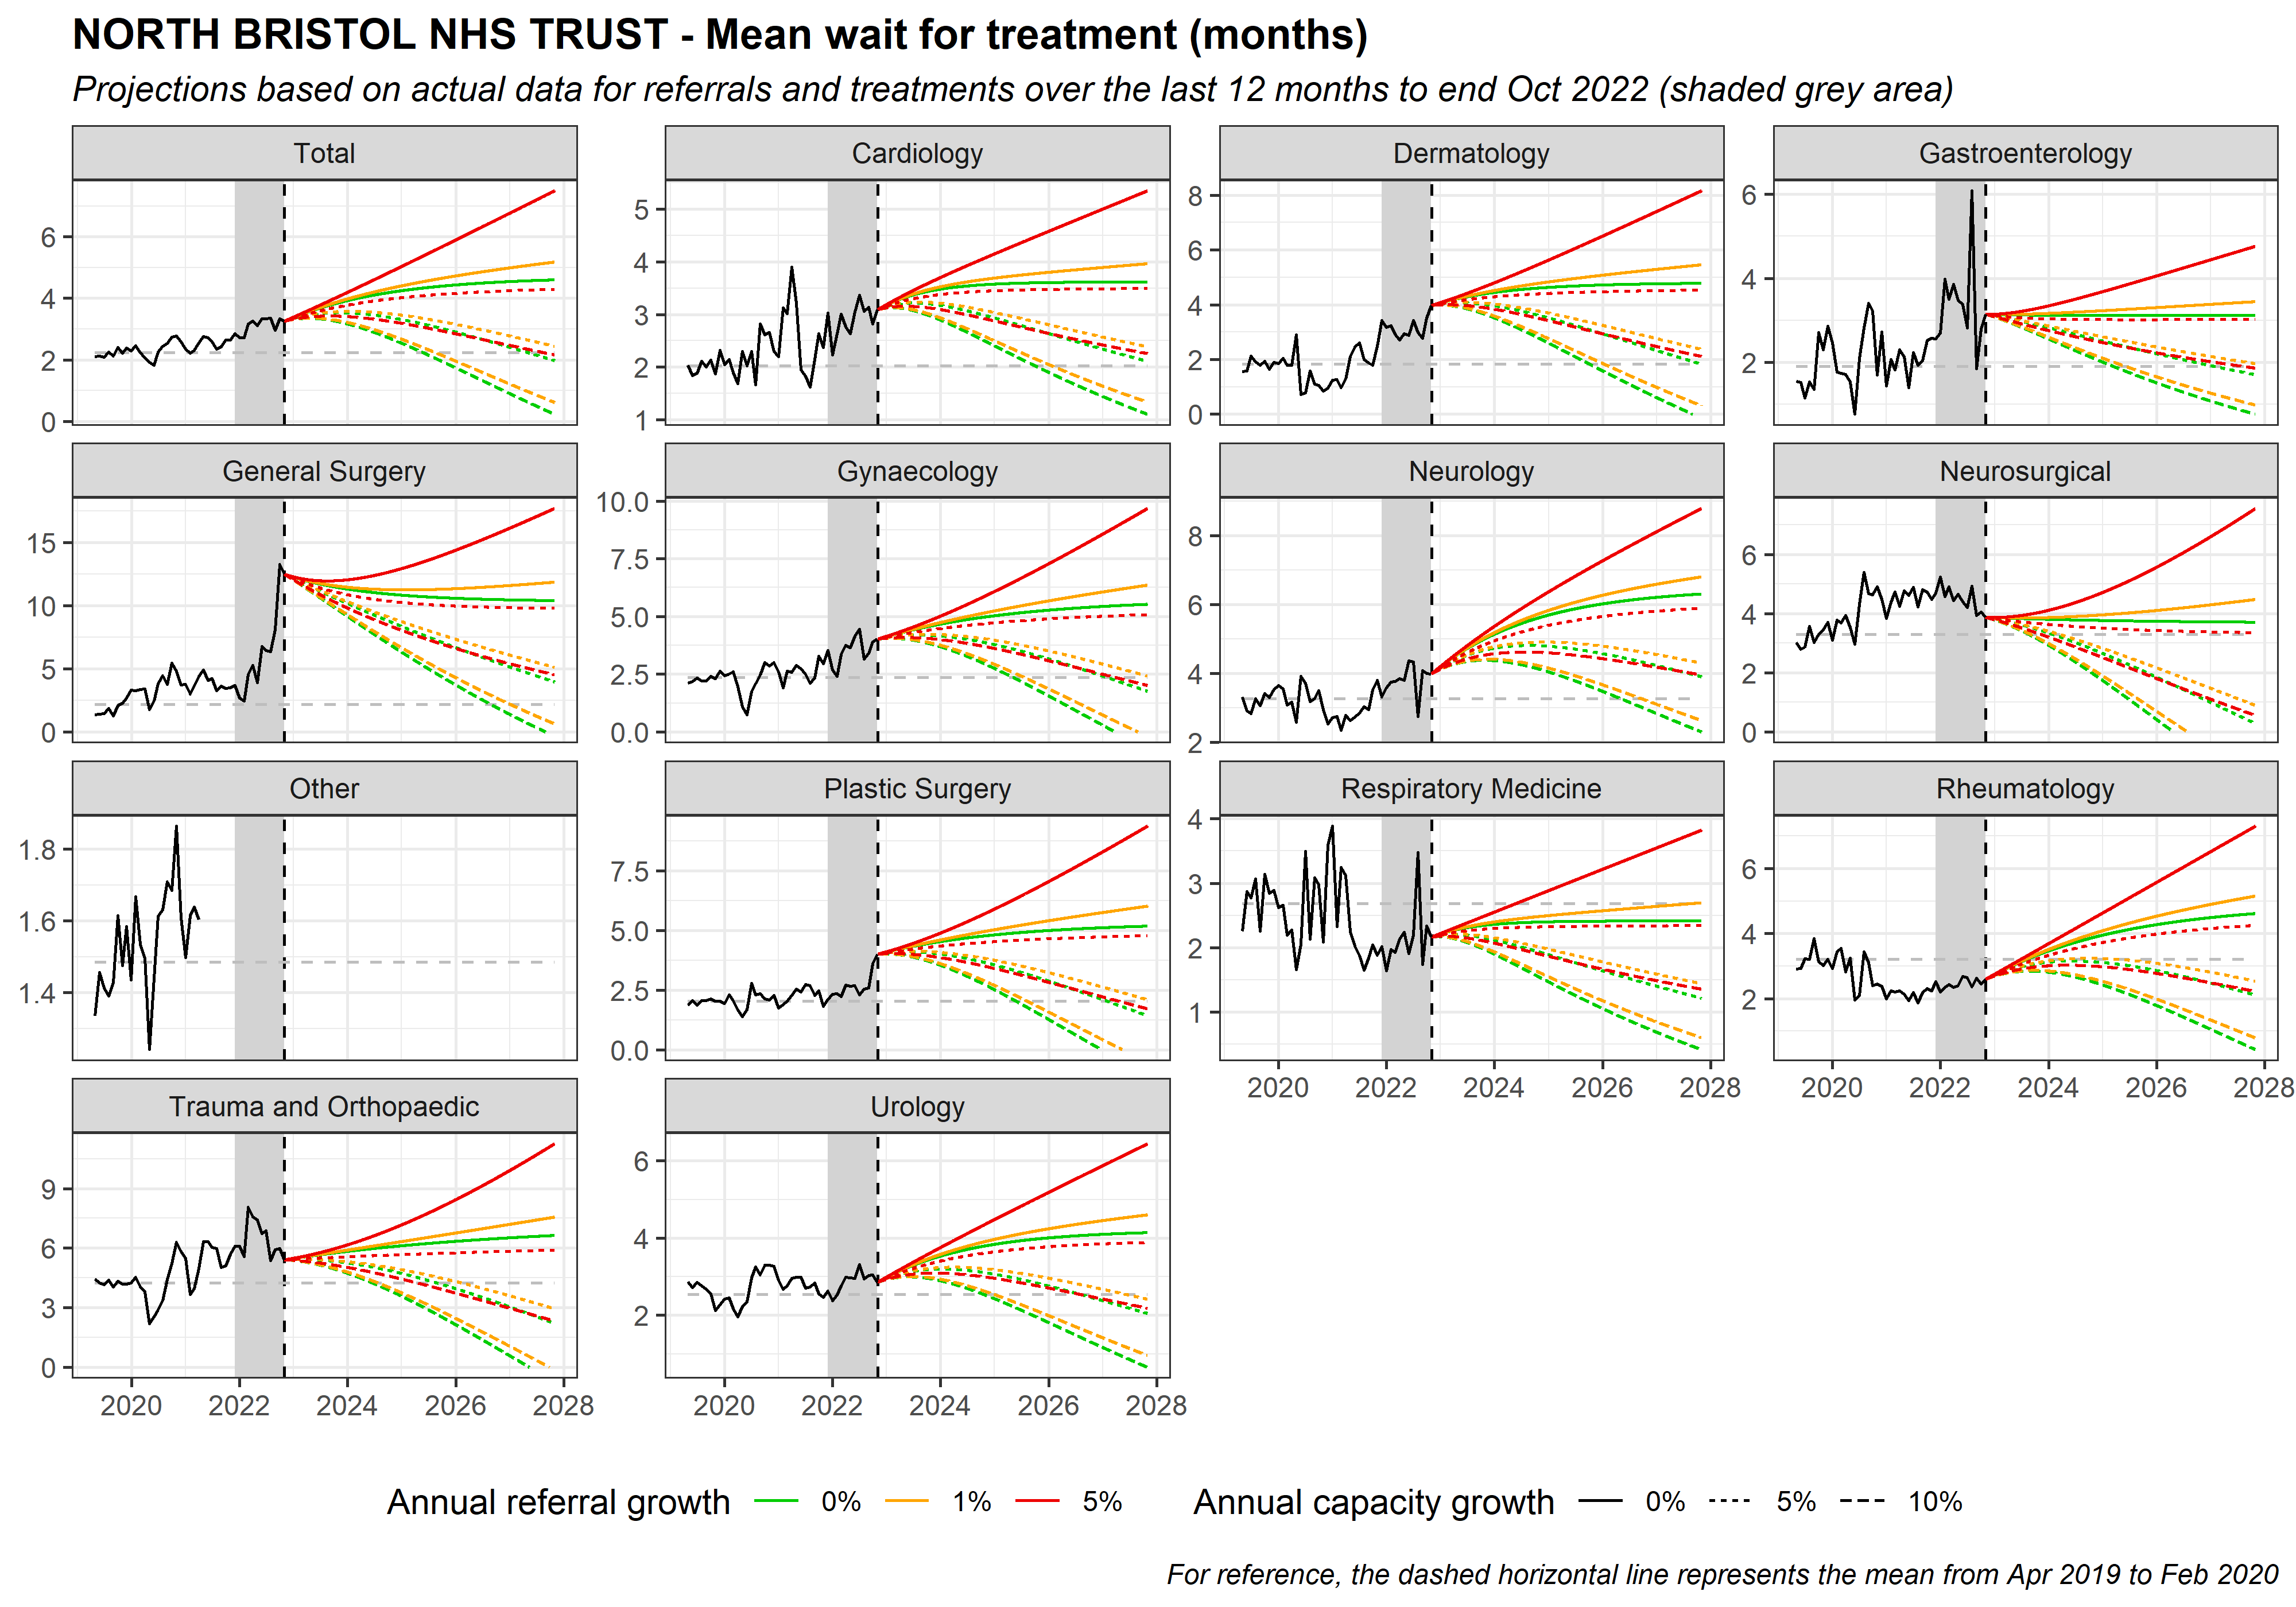 NORTH BRISTOL NHS TRUST - Mean wait for treatment (months)
Projections based on actual data for referrals and treatments over the last 12 months to end Oct 2022 (shaded grey area)
Total
Cardiology
Dermatology
Gastroenterology
6
4
2
0
5
4
3
2
1
8
6
4
2
0
6
4
2
General Surgery
Gynaecology
Neurology
Neurosurgical
15
10
5
0
10.0
7.5
5.0
2.5
0.0
8
6
4
2
6
4
2
0
Other
Plastic Surgery
Respiratory Medicine
Rheumatology
1.8
1.6
1.4
7.5
5.0
2.5
0.0
4
3
2
1
6
4
2
2020 2022 2024 2026 2028
2020 2022 2024 2026 2028
Trauma and Orthopaedic
Urology
9
6
3
0
6
4
2
2020 2022 2024 2026 2028
2020 2022 2024 2026 2028
Annual referral growth 0% 1% 5%
Annual capacity growth 0% 5% 10%
For reference, the dashed horizontal line represents the mean from Apr 2019 to Feb 2020